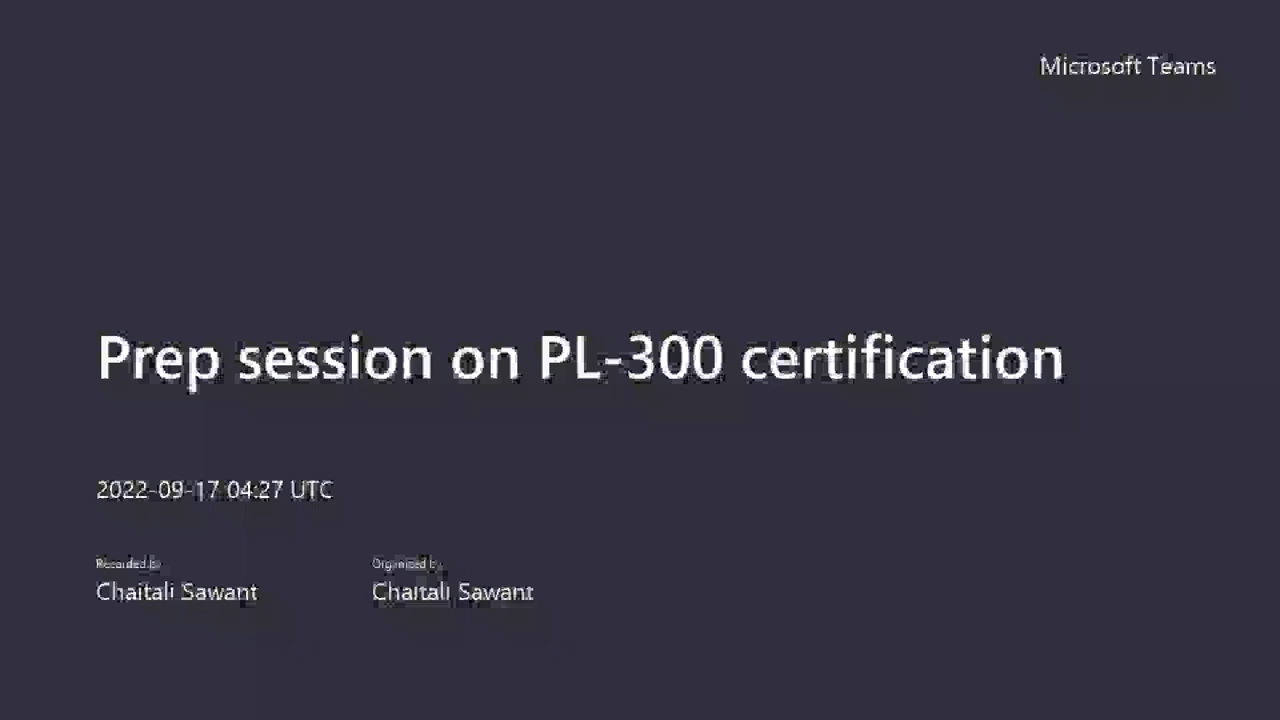 Microsoft Teams
Prep session on PL-300 certification
2022-09-17 04:27 UTC
Recorded by
Organized by
Chaitali Sawant
Chaitali Sawant